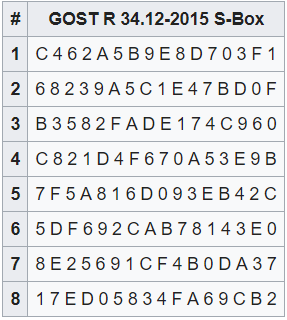 # GOST R 34.12-2015 S-Box
1 C 4 6 2 A 5 B 9 E 8 D 7 0 3 F 1
2 6 8 2 3 9 A 5 C 1 E 4 7 B D 0 F
3 B 3 5 8 2 F A D E 1 7 4 C 9 6 0
4 C 8 2 1 D 4 F 6 7 0 A 5 3 E 9 B
5 7 F 5 A 8 1 6 D 0 9 3 E B 4 2 C
6 5 D F 6 9 2 C A B 7 8 1 4 3 E 0
7 8 E 2 5 6 9 1 C F 4 B 0 D A 3 7
8 1 7 E D 0 5 8 3 4 F A 6 9 C B 2